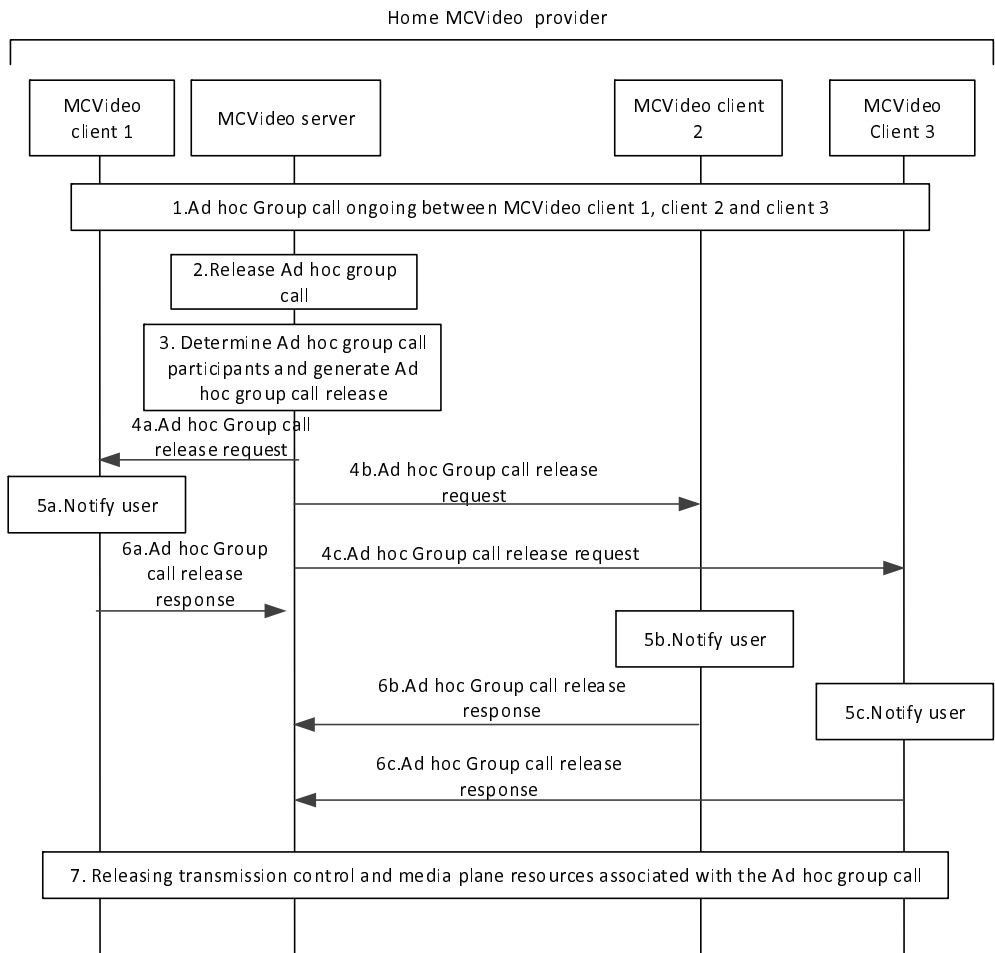 Home MCVideo provider
MCVideo
client 1
MCVideo server
MCVideo client
2
MCVideo
Client 3
1.Ad hoc Group call ongoing between MCVideo client 1, client 2 and client 3
2.Release Ad hoc group
call
3. Determine Ad hoc group call
participants and generate Ad
hoc group call release
4a.Ad hoc Group call
release request
4b.Ad hoc Group call release
request
5a.Notify user
6a.Ad hoc Group
call release
response
4c.Ad hoc Group call release request
5b.Notify user
6b.Ad hoc Group call release
response
5c.Notify user
6c.Ad hoc Group call release
response
7. Releasing transmission control and media plane resources associated with the Ad hoc group call